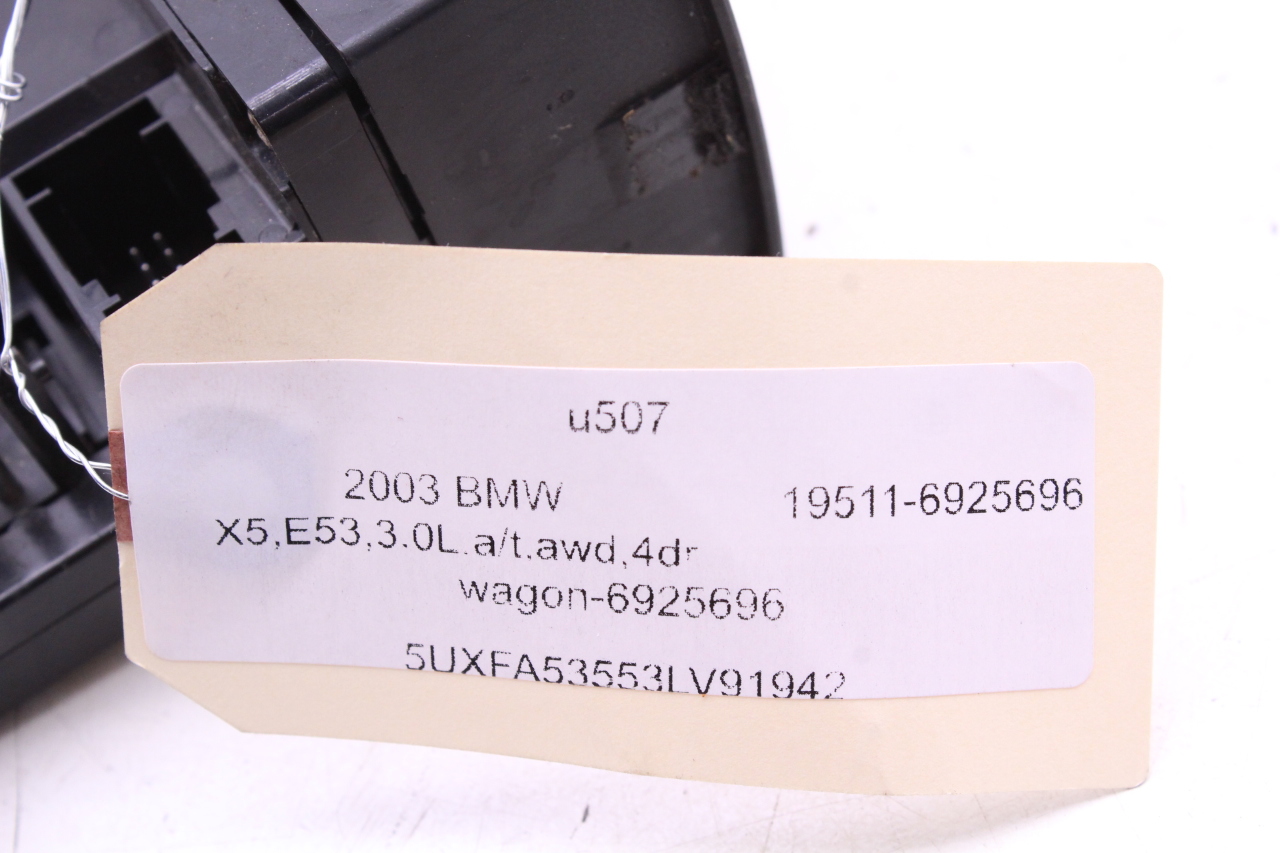 u507
2003 BMW 19511-6925696
X5,E53,3.0L.a/t.awd,4dr
wagon-6925696
5UXFA53553LV91942